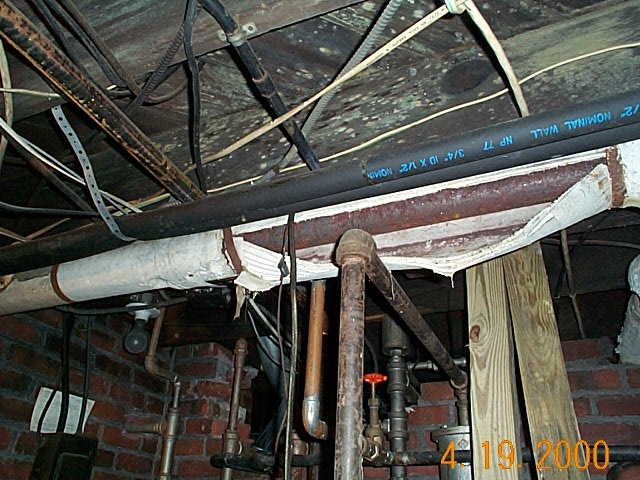 1/2" NOMINAL WALL NP 77 3/4" ID X 1/2" NOMIN
4. 19. 2000